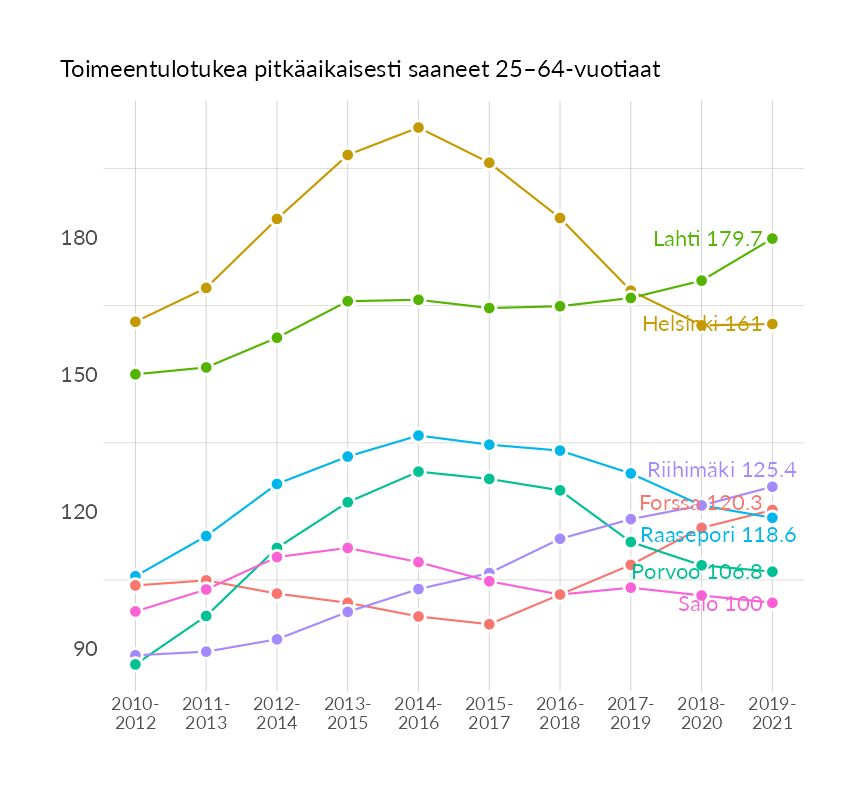 Toimeentulotukea pitkäaikaisesti saaneet 25–64-vuotiaat
180
150
120
90
Lahti 179.7
Helsinki 161
Riihimäki 125.4
Forssa 120.3
Raasepori 118.6
Porvoo 106.8
Salo 100
2010- 2011- 2012- 2013- 2014- 2015- 2016- 2017- 2018- 2019-
2012 2013 2014 2015 2016 2017 2018 2019 2020 2021